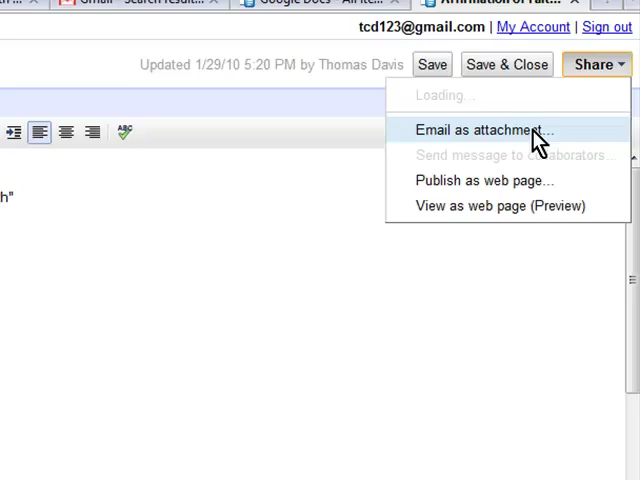 Gmail - Search result...
Google Docs - All ite...
Affirmation of Fait...
tcd123@gmail.com | My Account | Sign out
Updated 1/29/10 5:20 PM by Thomas Davis Save Save & Close Share
Loading...
Email as attachment...
Send message to collaborators...
Publish as web page...
View as web page (Preview)
ABC
h"